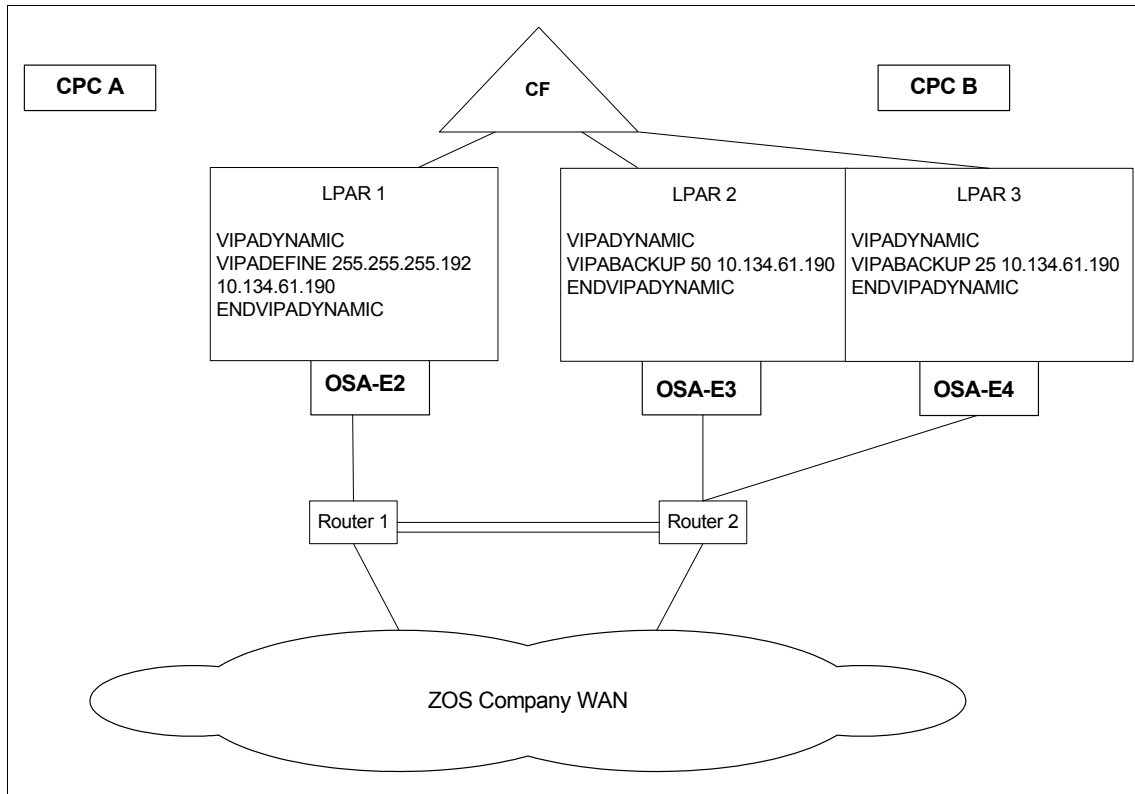 CPC A
CF
CPC B
LPAR 1
VIPADYNAMIC
VIPADEFINE 255.255.255.192
10.134.61.190
ENDVIPADYNAMIC
LPAR 2
VIPADYNAMIC
VIPABACKUP 50 10.134.61.190
ENDVIPADYNAMIC
LPAR 3
VIPADYNAMIC
VIPABACKUP 25 10.134.61.190
ENDVIPADYNAMIC
OSA-E2
OSA-E3
OSA-E4
Router 1
Router 2
ZOS Company WAN